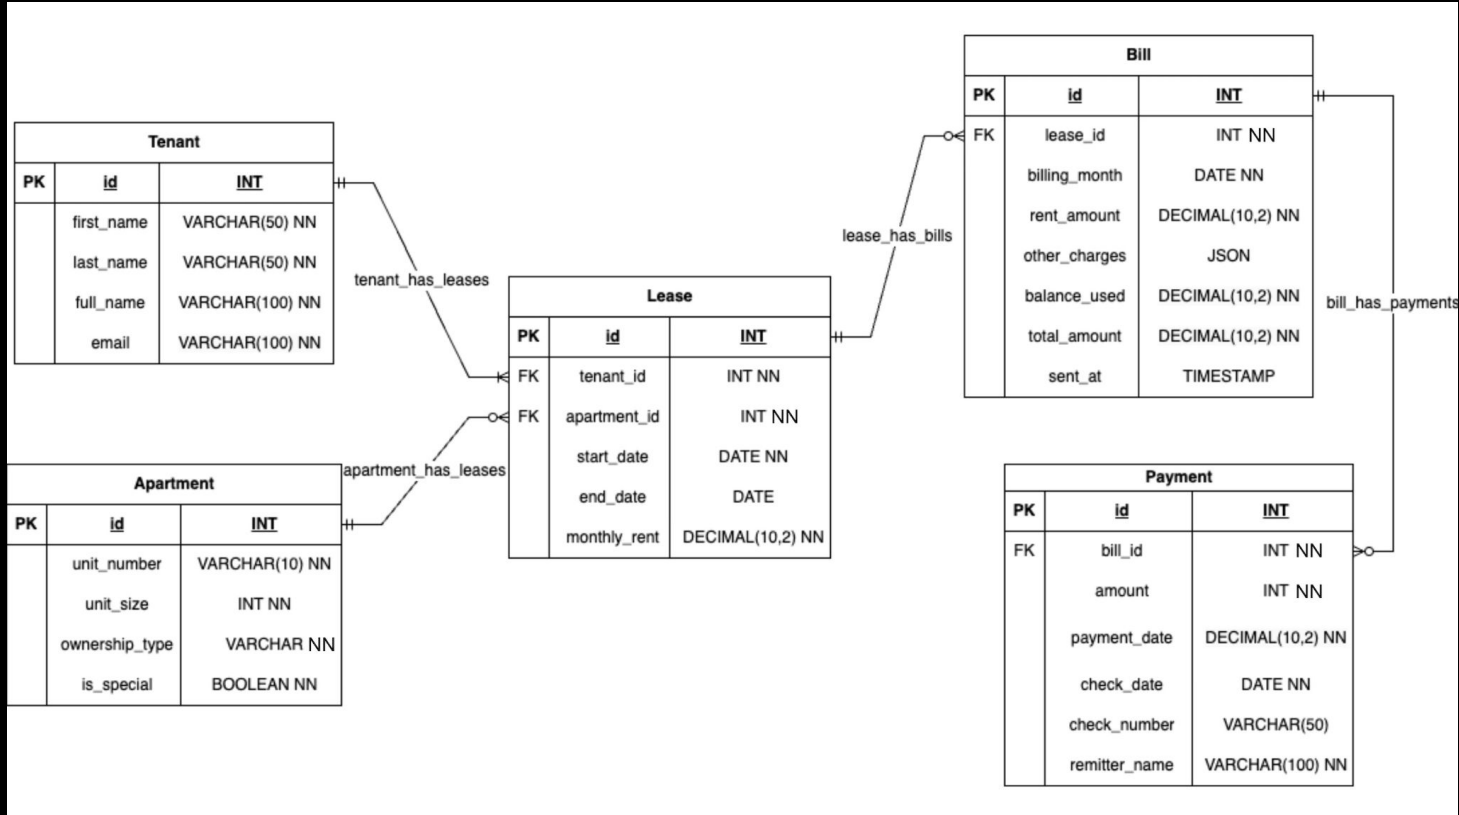 Tenant
PK id INT
first_name VARCHAR(50) NN
last_name VARCHAR(50) NN
full_name VARCHAR(100) NN
email VARCHAR(100) NN
tenant_has_leases
Apartment
PK id INT
unit_number VARCHAR(10) NN
unit_size INT NN
ownership_type VARCHAR NN
is_special BOOLEAN NN
apartment_has_leases
Lease
PK id INT
FK tenant_id INT NN
FK apartment_id INT NN
start_date DATE NN
end_date DATE
monthly_rent DECIMAL(10,2) NN
lease_has_bills
Bill
PK id INT
FK lease_id INT NN
billing_month DATE NN
rent_amount DECIMAL(10,2) NN
other_charges JSON
balance_used DECIMAL(10,2) NN
total_amount DECIMAL(10,2) NN
sent_at TIMESTAMP
bill_has_payments
Payment
PK id INT
FK bill_id INT NN
amount INT NN
payment_date DECIMAL(10,2) NN
check_date DATE NN
check_number VARCHAR(50)
remitter_name VARCHAR(100) NN